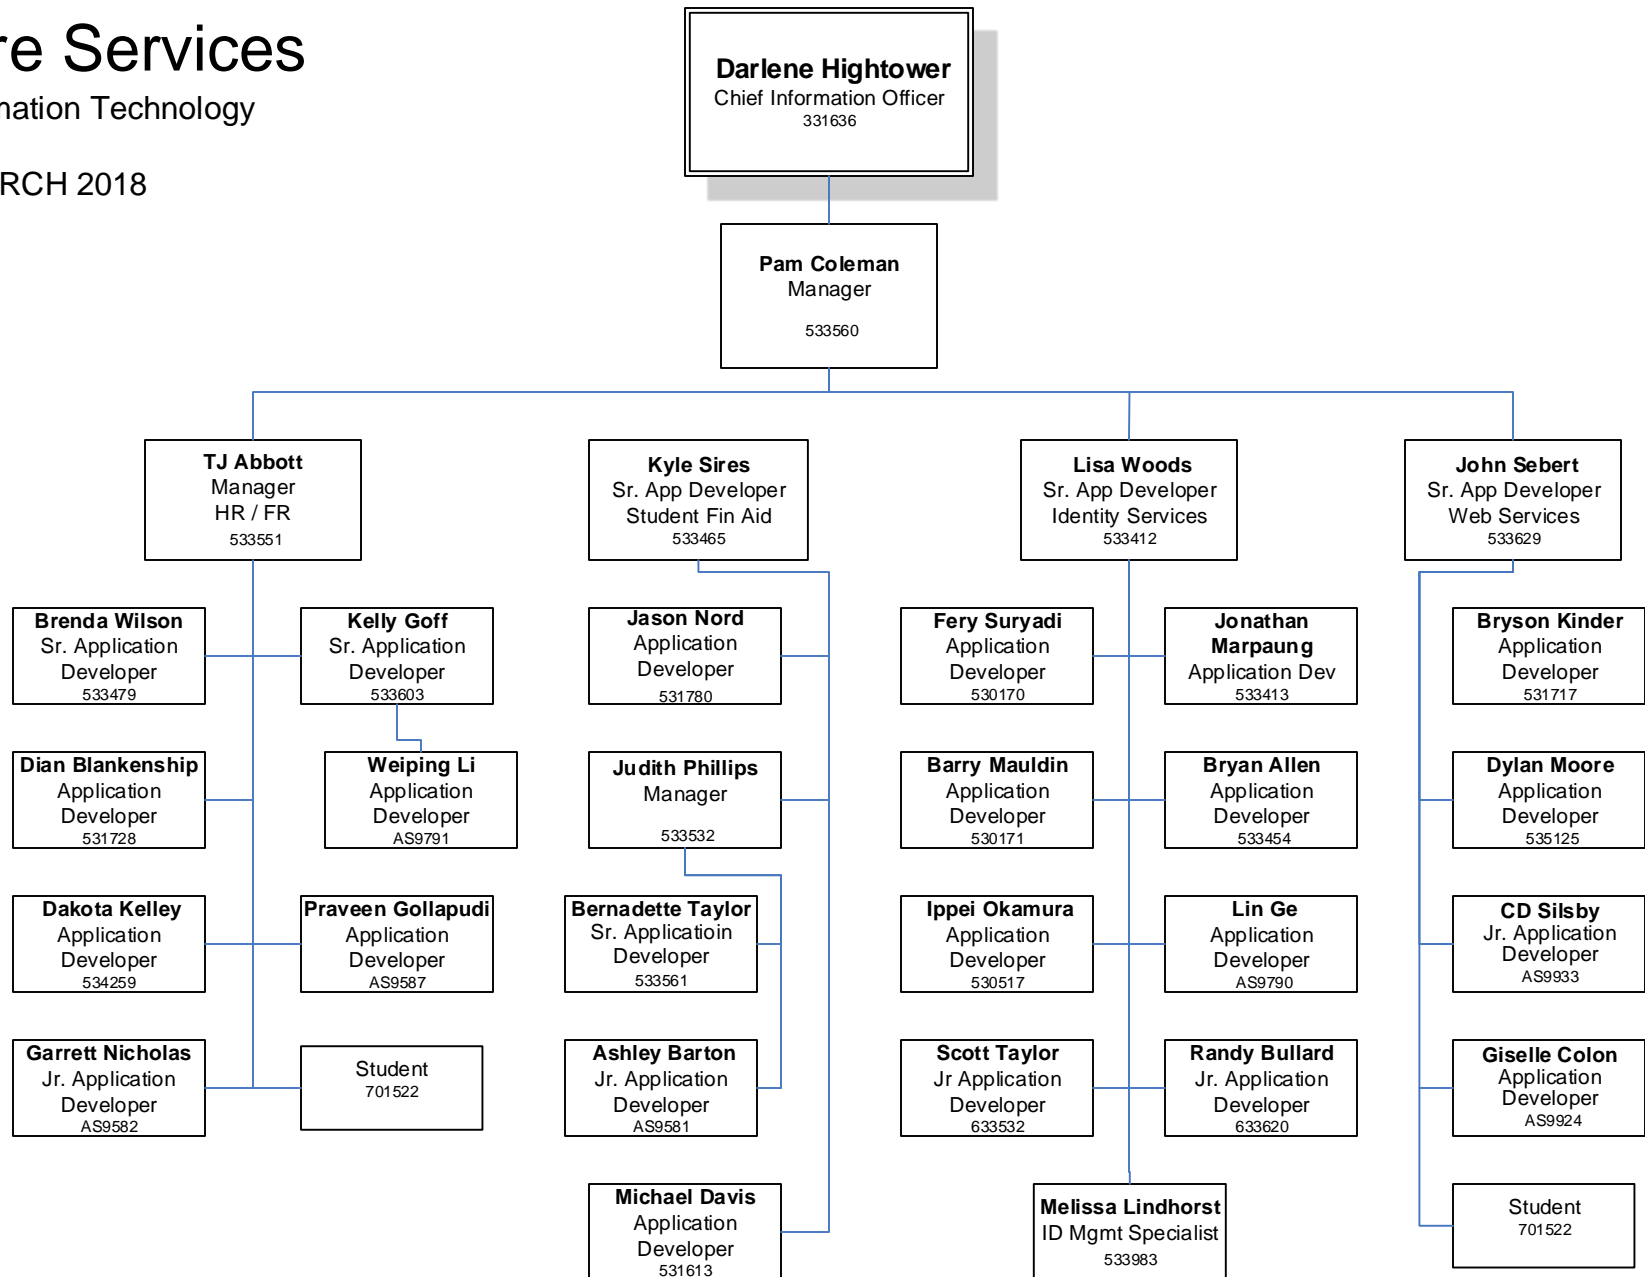 re Services
mation Technology
RCH 2018
Darlene Hightower
Chief Information Officer
331636
Pam Coleman
Manager
533560
TJ Abbott
Manager
HR / FR
533551
Kyle Sires
Sr. App Developer
Student Fin Aid
533465
Lisa Woods
Sr. App Developer
Identity Services
533412
John Sebert
Sr. App Developer
Web Services
533629
Brenda Wilson
Sr. Application
Developer
533479
Kelly Goff
Sr. Application
Developer
533603
Jason Nord
Application
Developer
531780
Fery Suryadi
Application
Developer
530170
Jonathan
Marpaung
Application Dev
533413
Bryson Kinder
Application
Developer
531717
Dian Blankenship
Application
Developer
531728
Weiping Li
Application
Developer
AS9791
Judith Phillips
Manager
533532
Barry Mauldin
Application
Developer
530171
Bryan Allen
Application
Developer
533454
Dylan Moore
Application
Developer
535125
Dakota Kelley
Application
Developer
534259
Praveen Gollapudi
Application
Developer
AS9587
Bernadette Taylor
Sr. Applicatioin
Developer
533561
Ippei Okamura
Application
Developer
530517
Lin Ge
Application
Developer
AS9790
CD Silsby
Jr. Application
Developer
AS9933
Garrett Nicholas
Jr. Application
Developer
AS9582
Student
701522
Ashley Barton
Jr. Application
Developer
AS9581
Scott Taylor
Jr Application
Developer
633532
Randy Bullard
Jr. Application
Developer
633620
Giselle Colon
Application
Developer
AS9924
Michael Davis
Application
Developer
531613
Melissa Lindhorst
ID Mgmt Specialist
533983
Student
701522